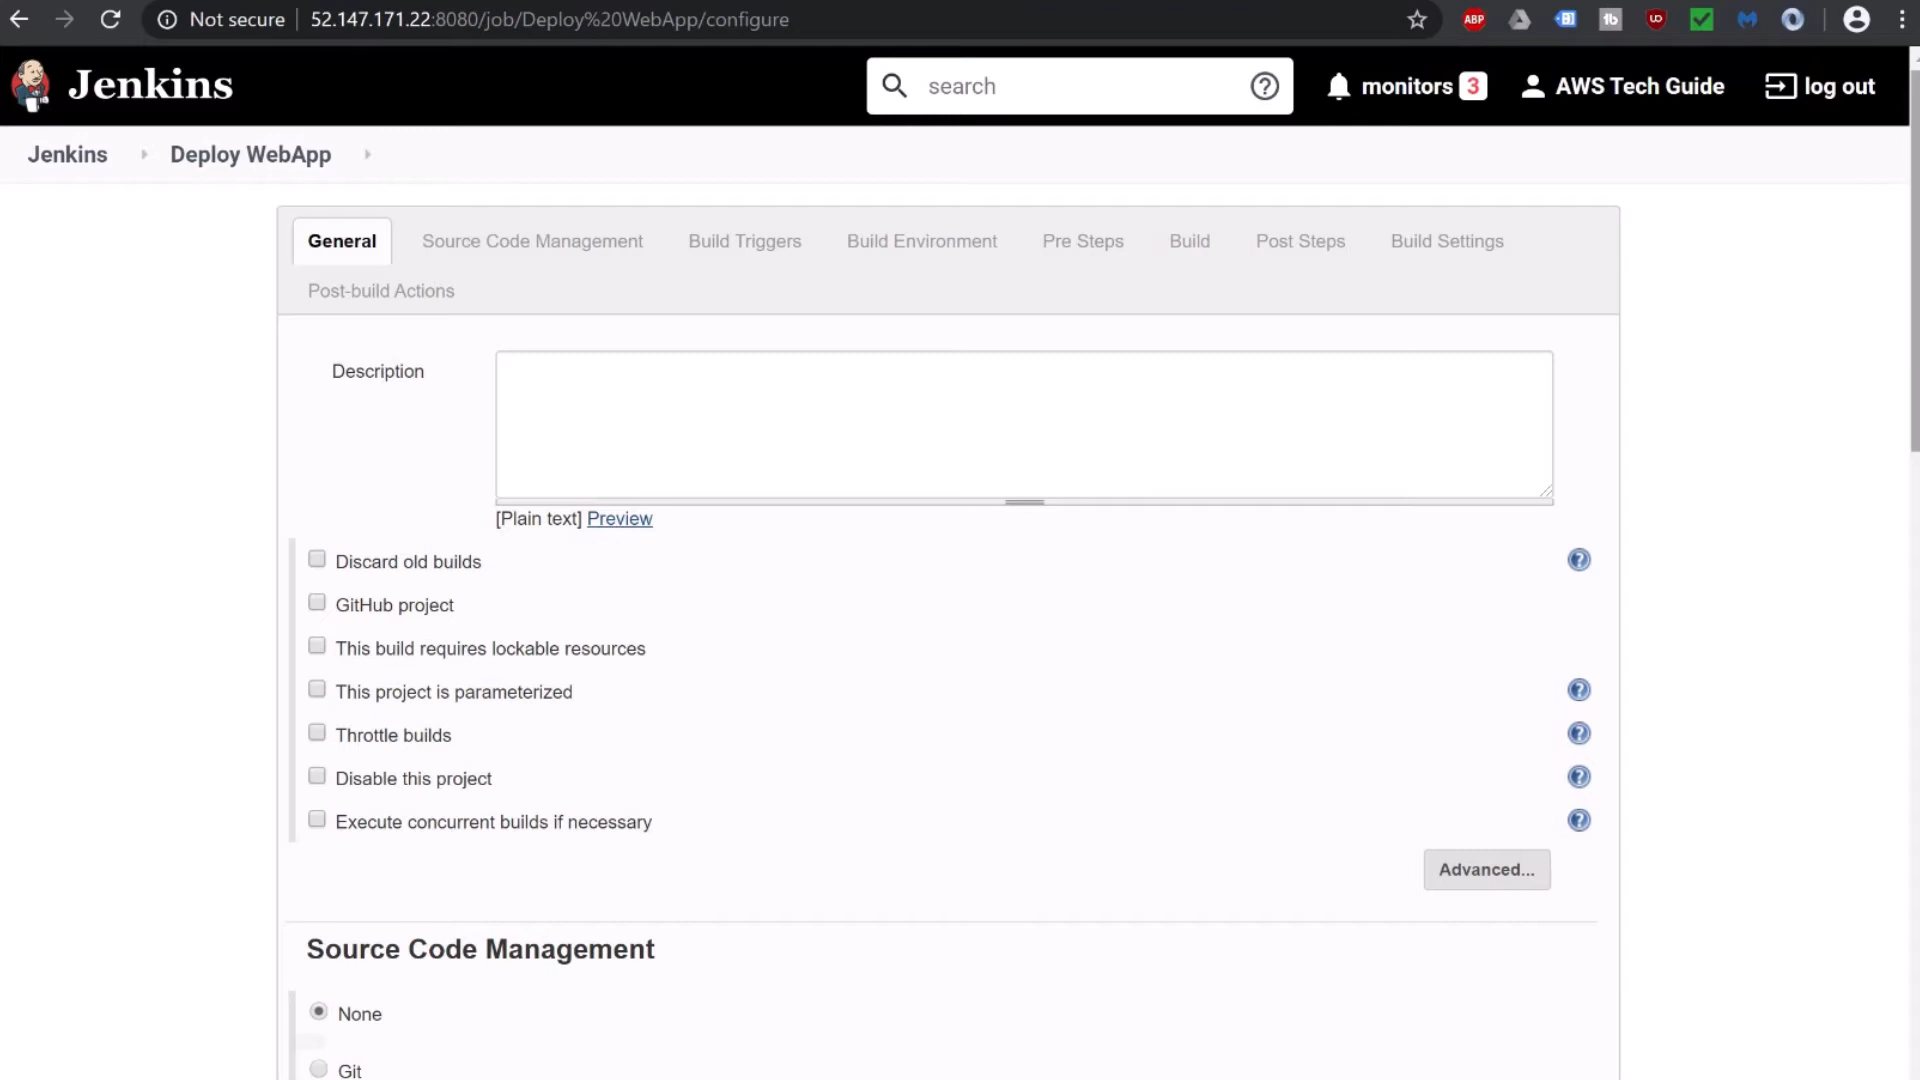 Not secure 52.147.171.22:8080/job/Deploy%20WebApp/configure ABP
Jenkins search monitors 3 AWS Tech Guide log out
Jenkins Deploy WebApp
General Source Code Management Build Triggers Build Environment Pre Steps Build Post Steps Build Settings
Post-build Actions
Description
[Plain text] Preview
Discard old builds
GitHub project
This build requires lockable resources
This project is parameterized
Throttle builds
Disable this project
Execute concurrent builds if necessary
Advanced...
Source Code Management
None
Git